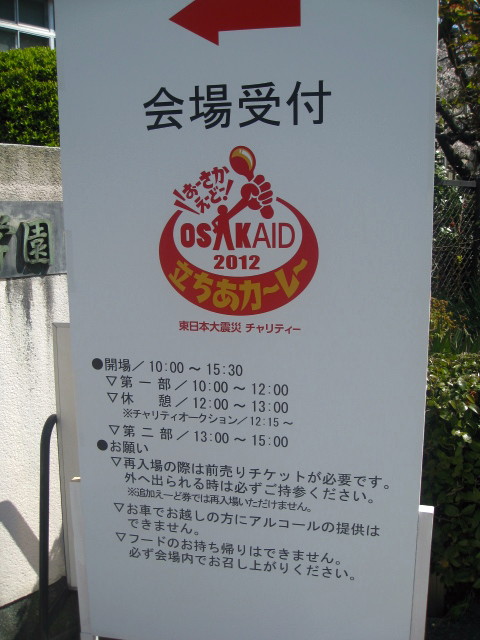 会場受付
おーさか
えーどー!
OSAKAID
2012
立ちあカ〜レ〜
東日本大震災 チャリティー
●開場／10:00 〜 15:30
▽第一部／10:00 〜 12:00
▽休　憩／12:00 〜 13:00
※チャリティオークション／12:15 〜
▽第二部／13:00 〜 15:00
●お願い
▽再入場の際は前売りチケットが必要です。
外へ出られる時は必ずご持参ください。
※追加えーど券では再入場いただけません。
▽お車でお越しの方にアルコールの提供は
できません。
▽フードのお持ち帰りはできません。
必ず会場内でお召し上がりください。
園